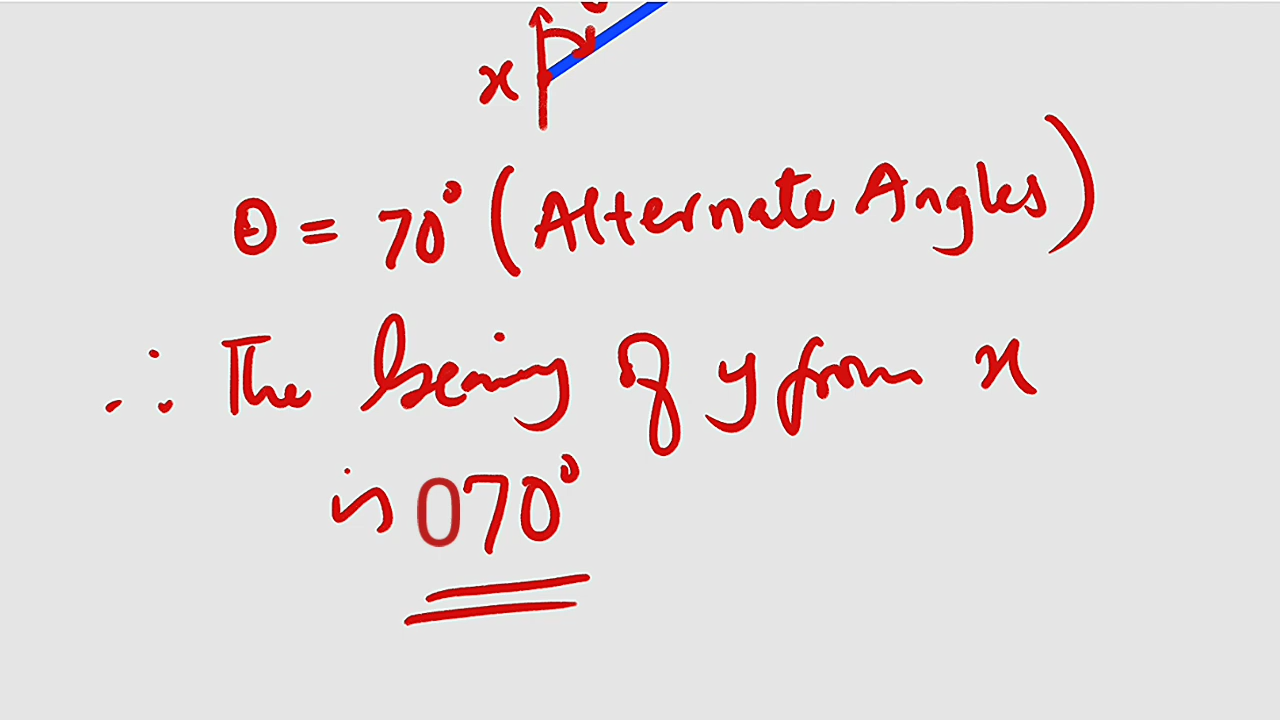 x
θ = 70° (Alternate Angles)
∴ The bearing of y from x
is 070°